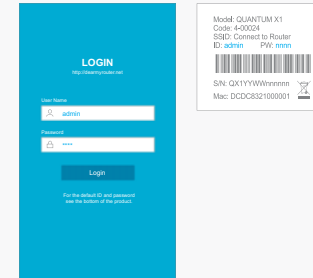 LOGIN
http://dearmyrouter.net
User Name
admin
Password
••••
Login
For the default ID and password
see the bottom of the product.
Model: QUANTUM X1
Code: 4-00024
SSID: Connect to Router
ID: admin PW: nnnn
S/N: QX1YYWWnnnnnn
Mac: DCDC8321000001